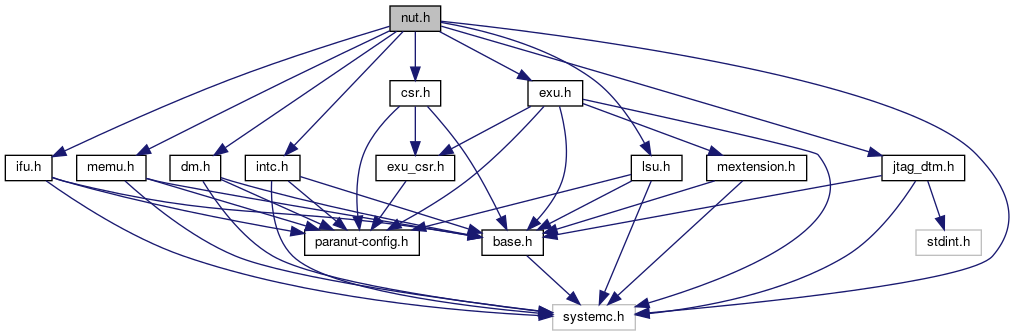 nut.h
csr.h
exu.h
ifu.h
memu.h
dm.h
intc.h
exu_csr.h
lsu.h
mextension.h
jtag_dtm.h
paranut-config.h
base.h
stdint.h
systemc.h